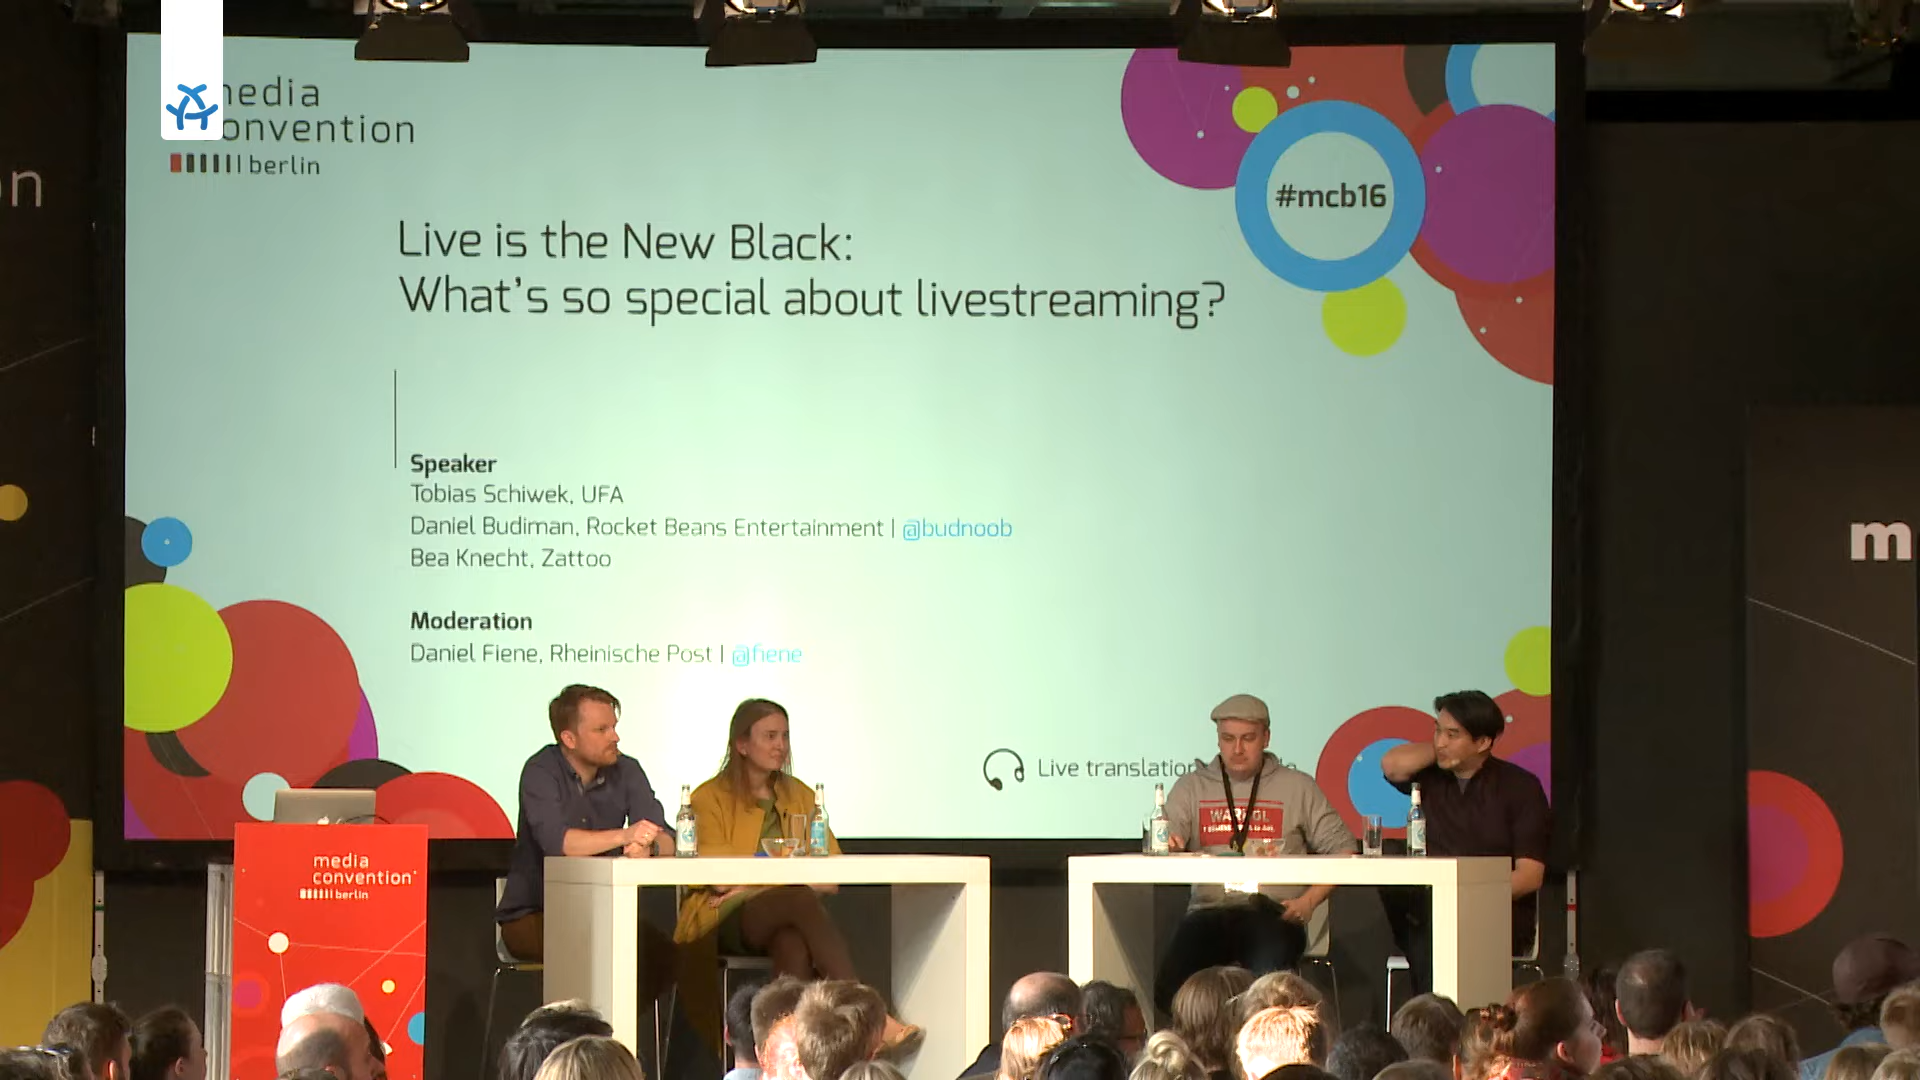 media
convention
berlin
#mcb16
Live is the New Black:
What's so special about livestreaming?
Speaker
Tobias Schiwek, UFA
Daniel Budiman, Rocket Beans Entertainment | @budnoob
Bea Knecht, Zattoo
Moderation
Daniel Fiene, Rheinische Post | @fiene
Live translation
media
convention
berlin
n
m